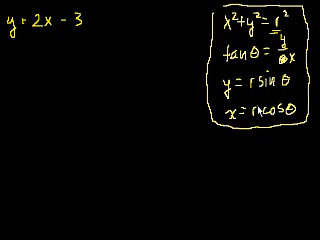 y = 2x - 3
x² + y² = r²
tan θ = y/x
y = r sin θ
x = r cos θ